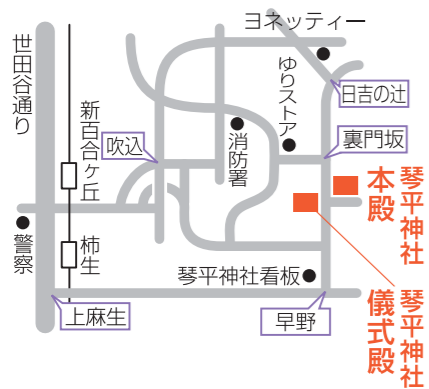 ヨネッティー
世田谷通り
ゆりストア
日吉の辻
新百合ヶ丘
吹込
消防署
裏門坂
琴平神社
本殿
警察
柿生
琴平神社看板
琴平神社
儀式殿
上麻生
早野